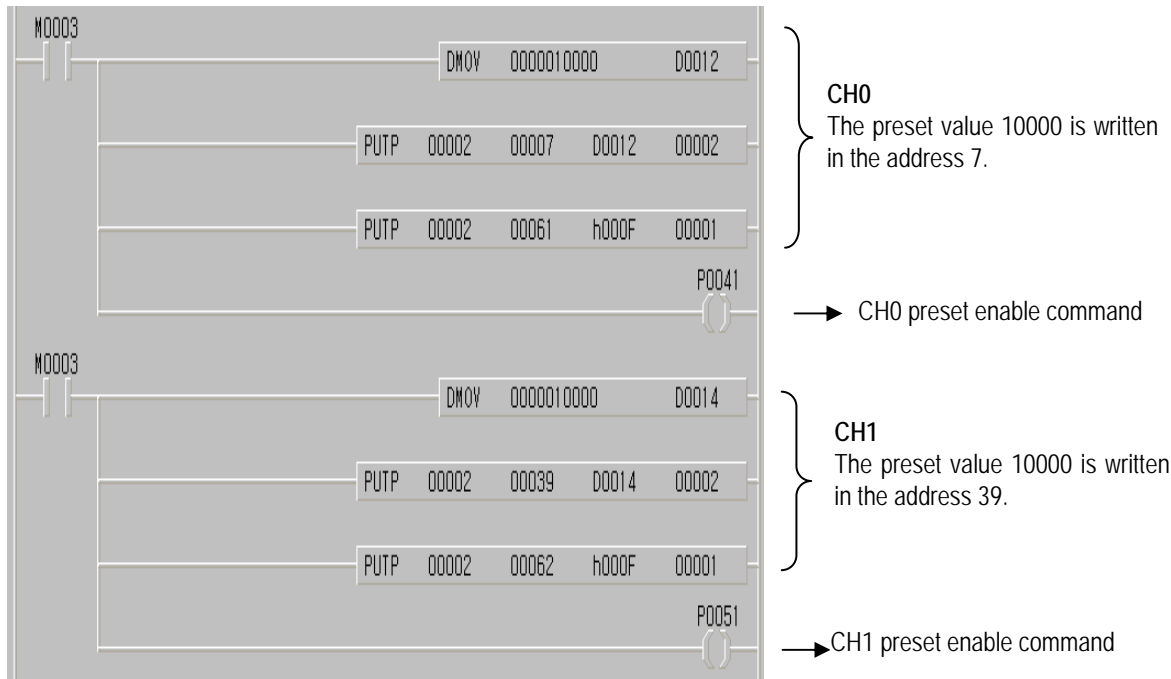 M0003
DMOV 0000010000 D0012
PUTP 00002 00007 D0012 00002
PUTP 00002 00061 h000F 00001
P0041
CH0
The preset value 10000 is written
in the address 7.
CH0 preset enable command
M0003
DMOV 0000010000 D0014
PUTP 00002 00039 D0014 00002
PUTP 00002 00062 h000F 00001
P0051
CH1
The preset value 10000 is written
in the address 39.
CH1 preset enable command